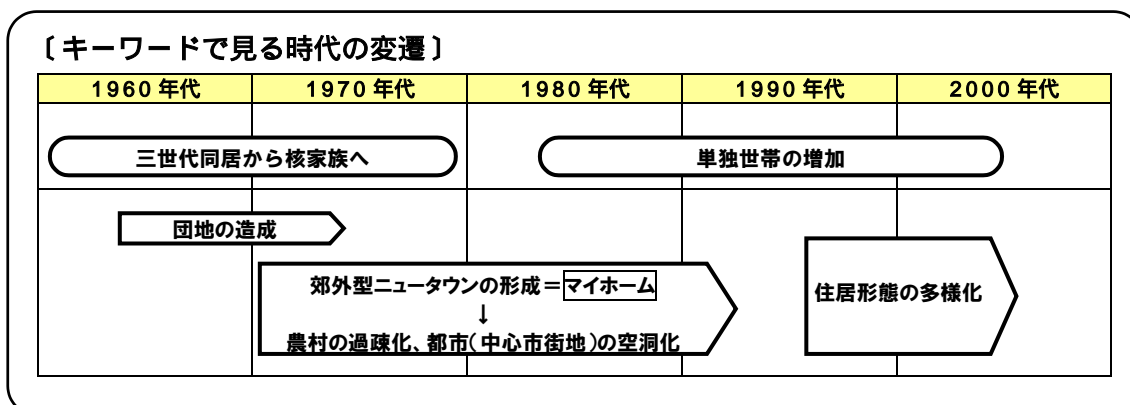 〔キーワードで見る時代の変遷〕
1960年代 1970年代 1980年代 1990年代 2000年代
三世代同居から核家族へ 単独世帯の増加
団地の造成
郊外型ニュータウンの形成＝マイホーム
↓
農村の過疎化、都市（中心市街地）の空洞化
住居形態の多様化